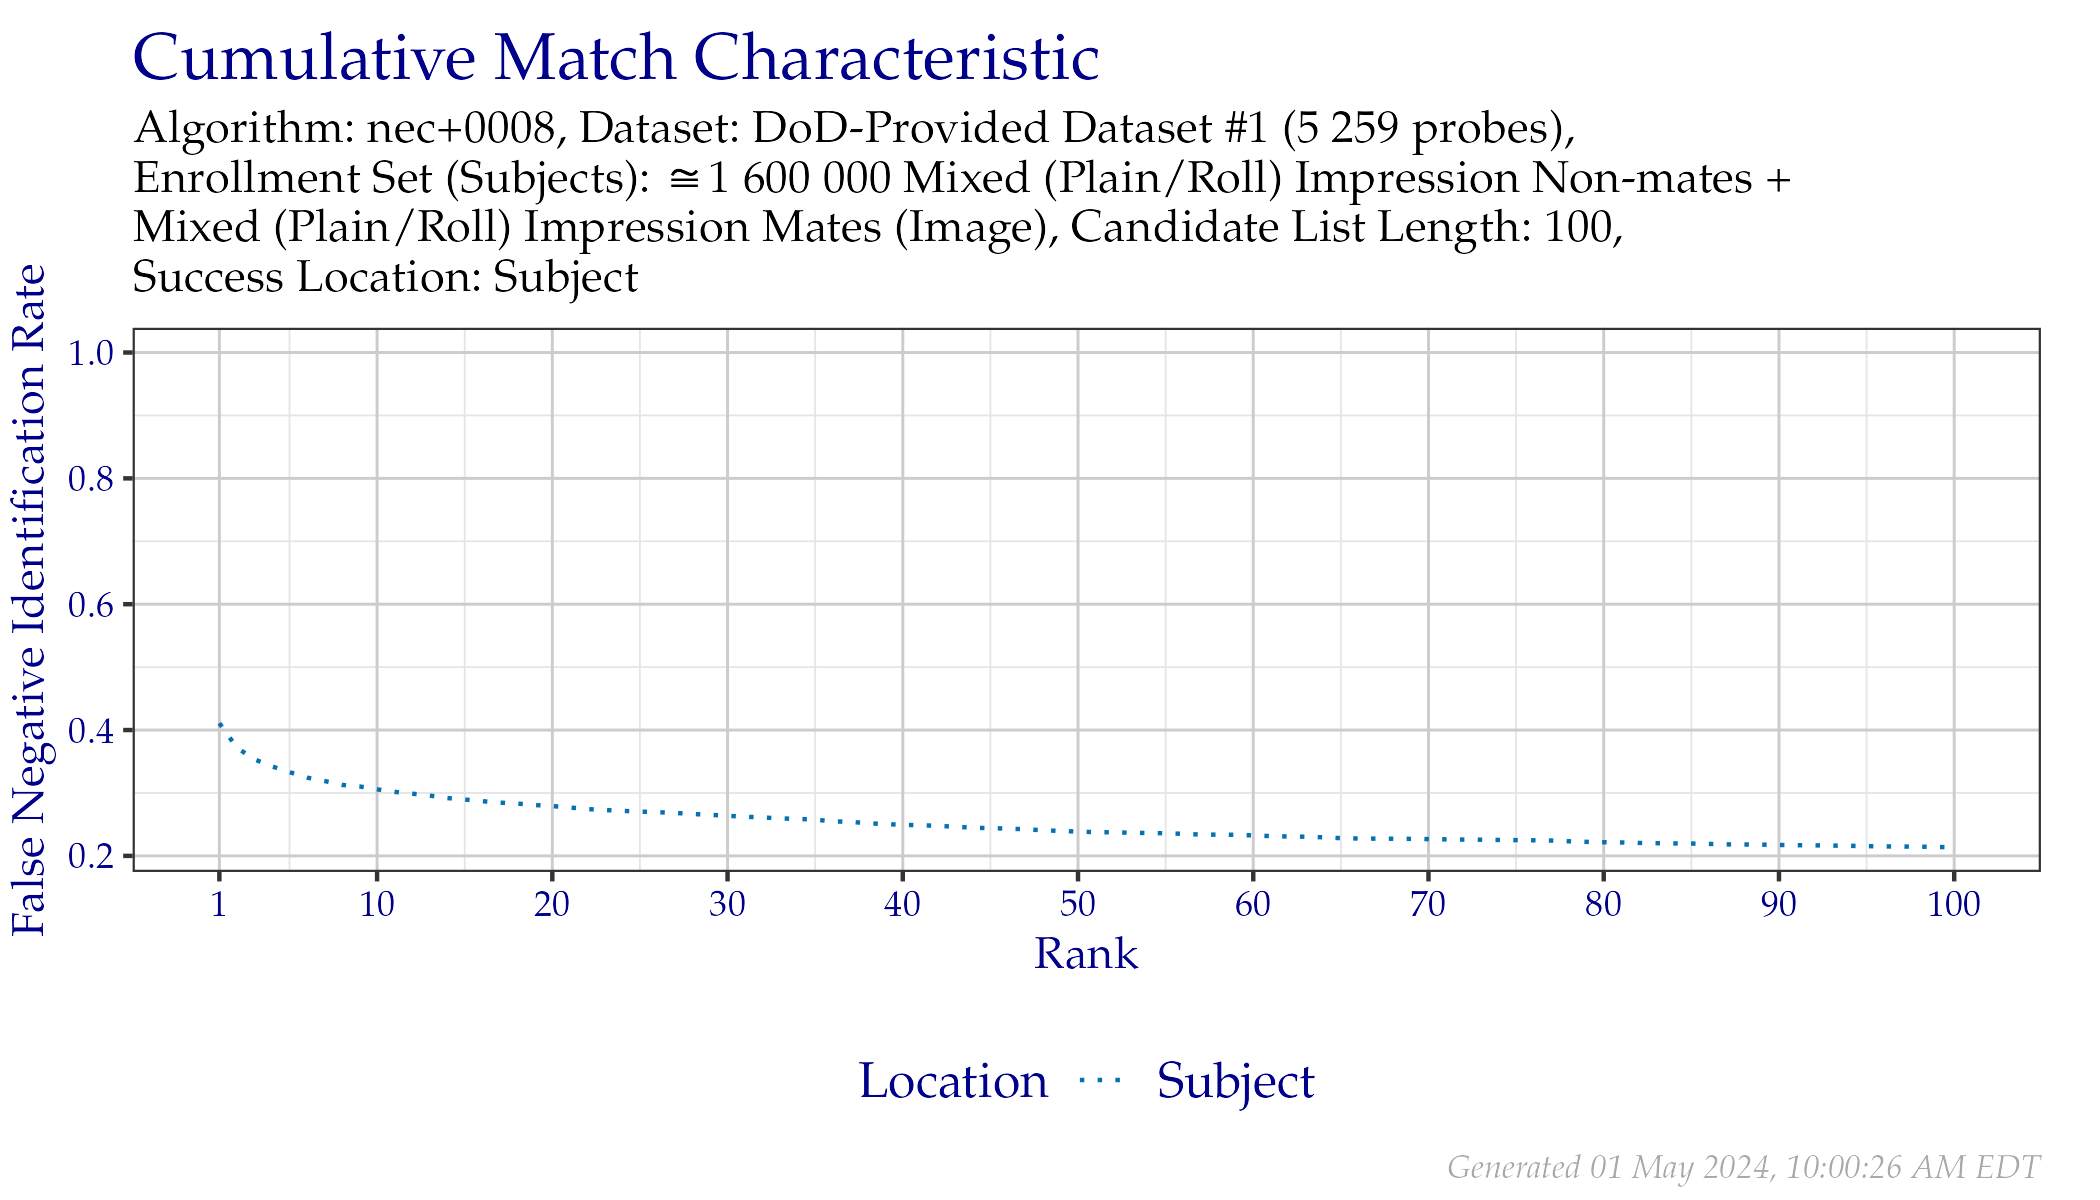 Cumulative Match Characteristic
Algorithm: nec+0008, Dataset: DoD-Provided Dataset #1 (5 259 probes),
Enrollment Set (Subjects): ≅1 600 000 Mixed (Plain/Roll) Impression Non-mates +
Mixed (Plain/Roll) Impression Mates (Image), Candidate List Length: 100,
Success Location: Subject
False Negative Identification Rate
1.0
0.8
0.6
0.4
0.2
1 10 20 30 40 50 60 70 80 90 100
Rank
Location Subject
Generated 01 May 2024, 10:00:26 AM EDT